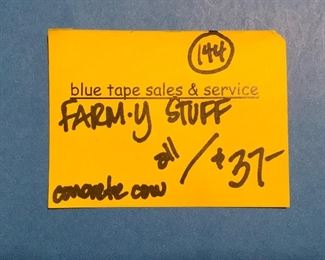 144
blue tape sales & service
FARM•Y STUFF
all / $37-
concrete cow